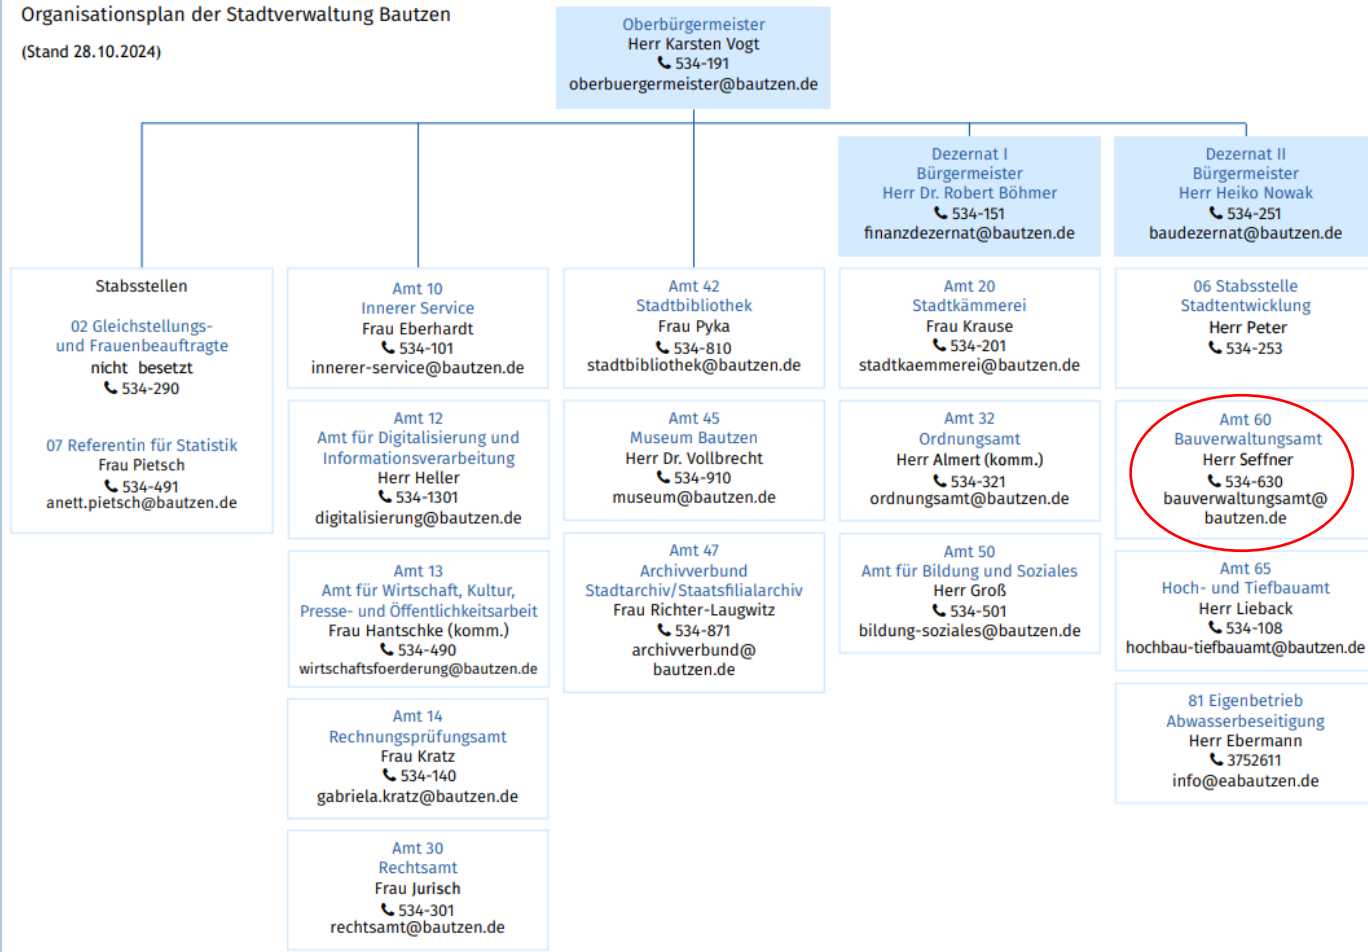 Organisationsplan der Stadtverwaltung Bautzen
(Stand 28.10.2024)
Oberbürgermeister
Herr Karsten Vogt
534-191
oberbuergermeister@bautzen.de
Dezernat I
Bürgermeister
Herr Dr. Robert Böhmer
534-151
finanzdezernat@bautzen.de
Dezernat II
Bürgermeister
Herr Heiko Nowak
534-251
baudezernat@bautzen.de
Stabsstellen
02 Gleichstellungs-
und Frauenbeauftragte
nicht besetzt
534-290
07 Referentin für Statistik
Frau Pietsch
534-491
anett.pietsch@bautzen.de
Amt 10
Innerer Service
Frau Eberhardt
534-101
innerer-service@bautzen.de
Amt 12
Amt für Digitalisierung und
Informationsverarbeitung
Herr Heller
534-1301
digitalisierung@bautzen.de
Amt 13
Amt für Wirtschaft, Kultur,
Presse- und Öffentlichkeitsarbeit
Frau Hantschke (komm.)
534-490
wirtschaftsfoerderung@bautzen.de
Amt 14
Rechnungsprüfungsamt
Frau Kratz
534-140
gabriela.kratz@bautzen.de
Amt 30
Rechtsamt
Frau Jurisch
534-301
rechtsamt@bautzen.de
Amt 42
Stadtbibliothek
Frau Pyka
534-810
stadtbibliothek@bautzen.de
Amt 45
Museum Bautzen
Herr Dr. Vollbrecht
534-910
museum@bautzen.de
Amt 47
Archivverbund
Stadtarchiv/Staatsfilialarchiv
Frau Richter-Laugwitz
534-871
archivverbund@
bautzen.de
Amt 20
Stadtkämmerei
Frau Krause
534-201
stadtkaemmerei@bautzen.de
Amt 32
Ordnungsamt
Herr Almert (komm.)
534-321
ordnungsamt@bautzen.de
Amt 50
Amt für Bildung und Soziales
Herr Groß
534-501
bildung-soziales@bautzen.de
06 Stabsstelle
Stadtentwicklung
Herr Peter
534-253
Amt 60
Bauverwaltungsamt
Herr Seffner
534-630
bauverwaltungsamt@
bautzen.de
Amt 65
Hoch- und Tiefbauamt
Herr Lieback
534-108
hochbau-tiefbauamt@bautzen.de
81 Eigenbetrieb
Abwasserbeseitigung
Herr Ebermann
3752611
info@eabautzen.de